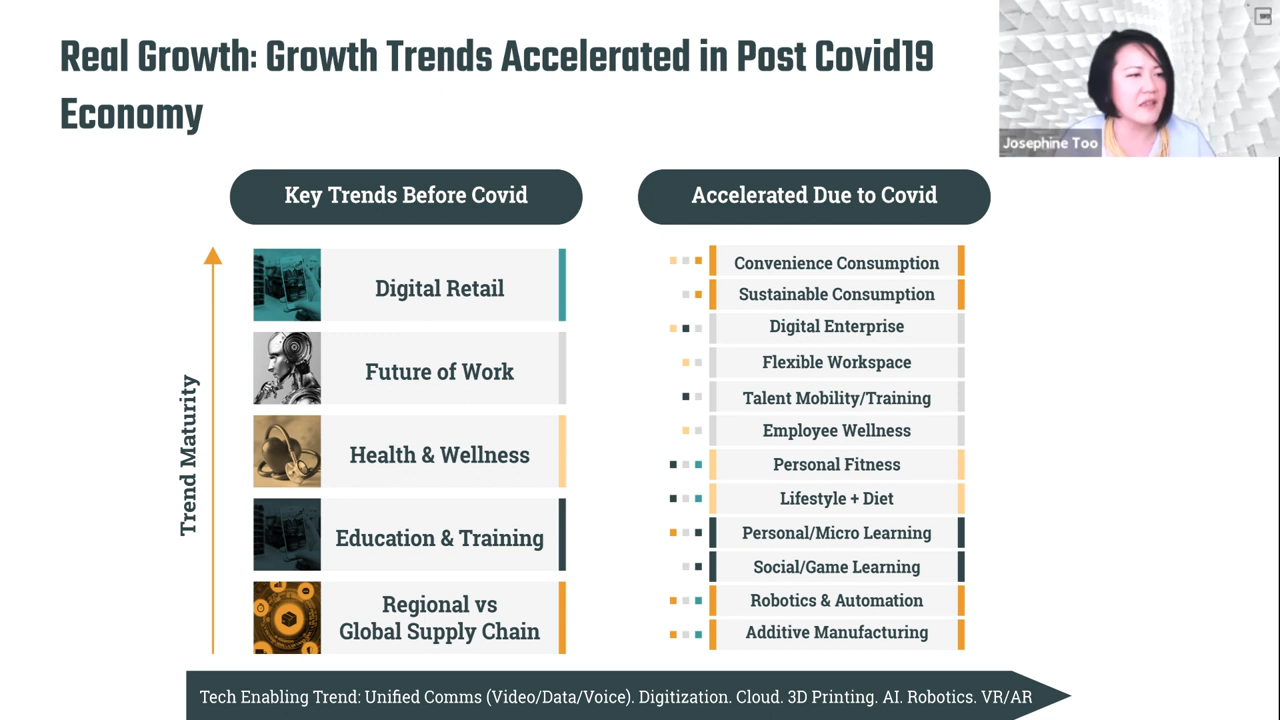 Real Growth: Growth Trends Accelerated in Post Covid19
Economy
Josephine Too
Key Trends Before Covid
Accelerated Due to Covid
Trend Maturity
Digital Retail
Future of Work
Health & Wellness
Education & Training
Regional vs
Global Supply Chain
Convenience Consumption
Sustainable Consumption
Digital Enterprise
Flexible Workspace
Talent Mobility/Training
Employee Wellness
Personal Fitness
Lifestyle + Diet
Personal/Micro Learning
Social/Game Learning
Robotics & Automation
Additive Manufacturing
Tech Enabling Trend: Unified Comms (Video/Data/Voice). Digitization. Cloud. 3D Printing. AI. Robotics. VR/AR